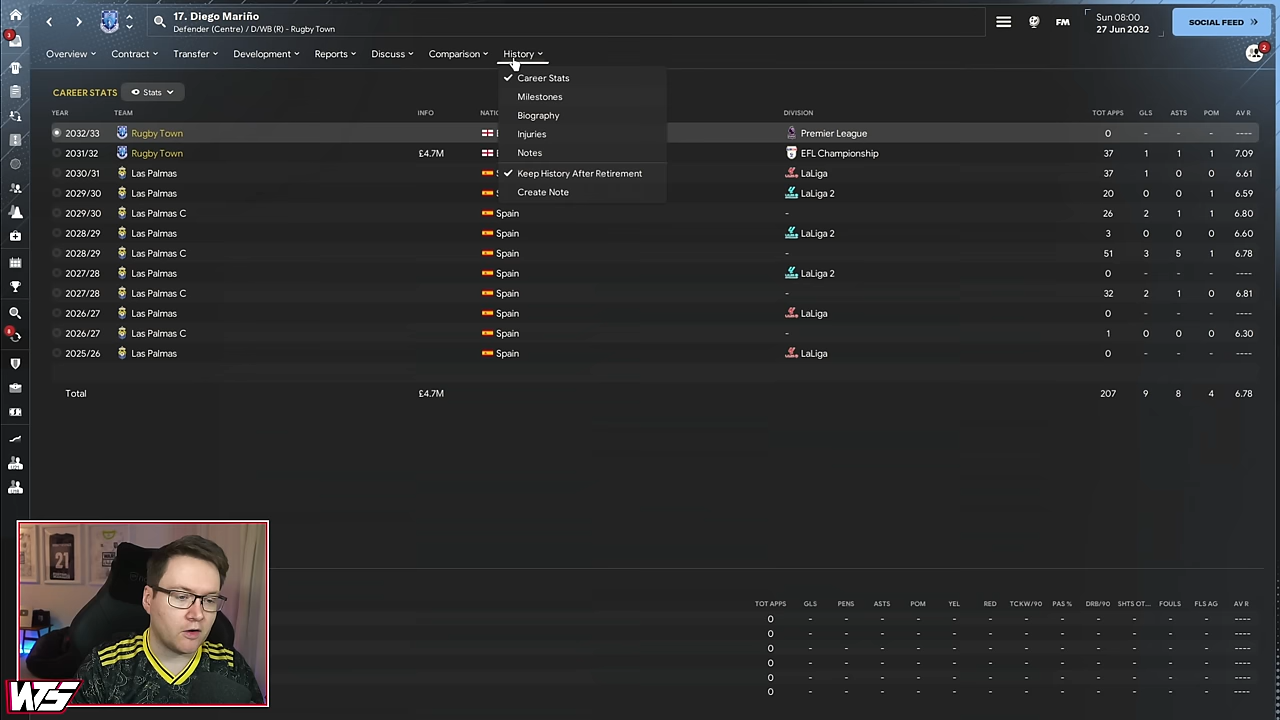 17. Diego Mariño
Defender (Centre) / D/WB (R) - Rugby Town
FM
Sun 08:00
27 Jun 2032
SOCIAL FEED
3
2
8
Overview
Contract
Transfer
Development
Reports
Discuss
Comparison
History
Career Stats
Milestones
Biography
Injuries
Notes
Keep History After Retirement
Create Note
CAREER STATS Stats
YEAR TEAM INFO DIVISION TOT APPS GLS ASTS POM AV R
2032/33 Rugby Town Premier League 0 - - - ----
2031/32 Rugby Town £4.7M EFL Championship 37 1 1 1 7.09
2030/31 Las Palmas LaLiga 37 1 0 0 6.61
2029/30 Las Palmas LaLiga 2 20 0 0 1 6.59
2029/30 Las Palmas C Spain - 26 2 1 1 6.80
2028/29 Las Palmas Spain LaLiga 2 3 0 0 0 6.60
2028/29 Las Palmas C Spain - 51 3 5 1 6.78
2027/28 Las Palmas Spain LaLiga 2 0 - - - ----
2027/28 Las Palmas C Spain - 32 2 1 0 6.81
2026/27 Las Palmas Spain LaLiga 0 - - - ----
2026/27 Las Palmas C Spain - 1 0 0 0 6.30
2025/26 Las Palmas Spain LaLiga 0 - - - ----
Total £4.7M 207 9 8 4 6.78
TOT APPS GLS PENS ASTS POM YEL RED TCKW/90 PAS % DRB/90 SHTS OT... FOULS FLS AG AV R
0 - - - - - - - - - - - - ----
0 - - - - - - - - - - - - ----
0 - - - - - - - - - - - - ----
0 - - - - - - - - - - - - ----
0 - - - - - - - - - - - - ----
0 - - - - - - - - - - - - ----
21
WTS